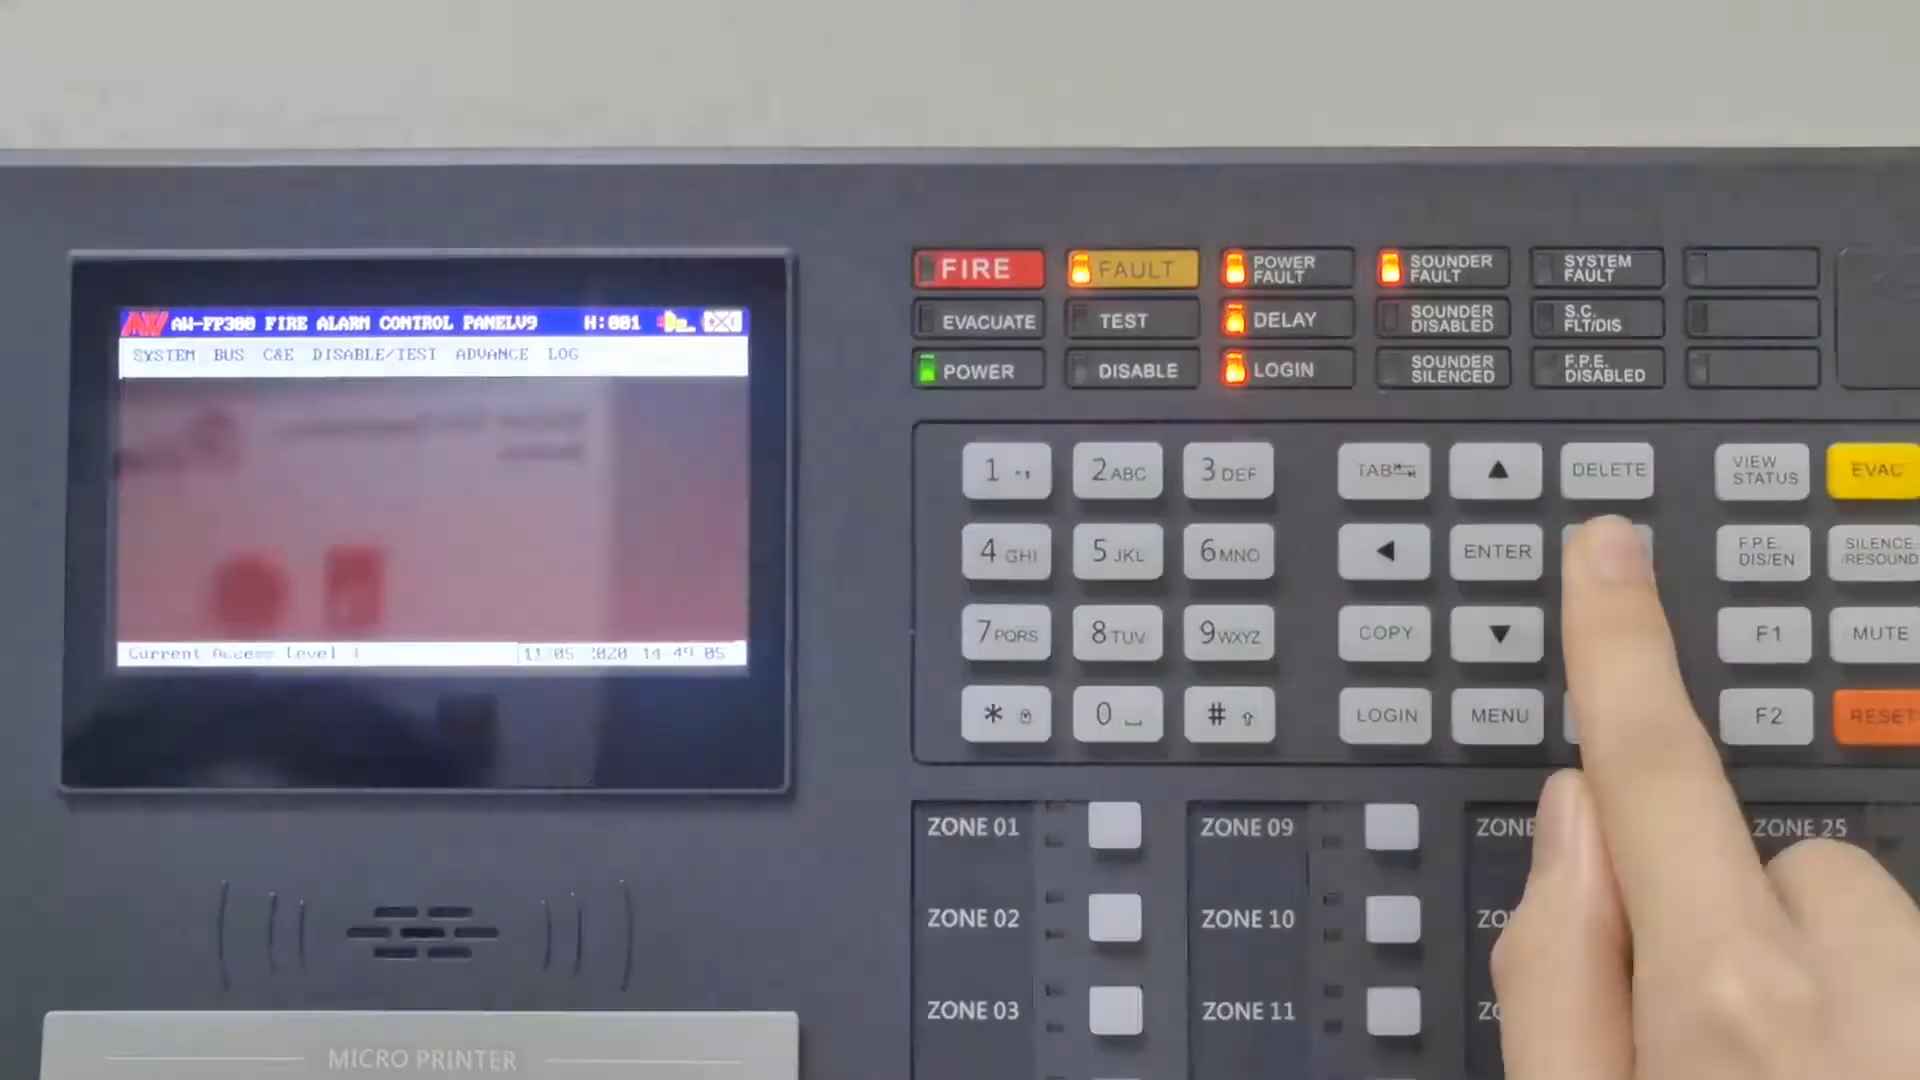 AW-FP300 FIRE ALARM CONTROL PANELV9 H:001
SYSTEM BUS C&E DISABLE/TEST ADVANCE LOG
Current Access Level
11 05 2020 14 49 05
MICRO PRINTER
FIRE
FAULT
POWER
FAULT
SOUNDER
FAULT
SYSTEM
FAULT
EVACUATE
TEST
DELAY
SOUNDER
DISABLED
S.C.
FLT/DIS
POWER
DISABLE
LOGIN
SOUNDER
SILENCED
F.P.E.
DISABLED
1 -,
2 ABC
3 DEF
TAB
▲
DELETE
VIEW
STATUS
EVAC
4 GHI
5 JKL
6 MNO
◀
ENTER
F.P.E.
DIS/EN
SILENCE
/RESOUND
7 PQRS
8 TUV
9 WXYZ
COPY
▼
F1
MUTE
*
0
#
LOGIN
MENU
F2
RESET
ZONE 01
ZONE 09
ZONE 25
ZONE 02
ZONE 10
ZONE 03
ZONE 11